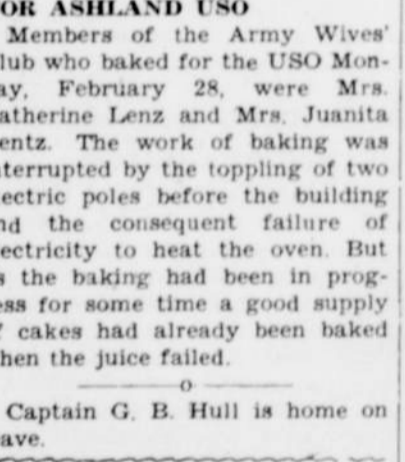 OR ASHLAND USO
Members of the Army Wives'
lub who baked for the USO Mon-
ay, February 28, were Mrs.
atherine Lenz and Mrs. Juanita
entz. The work of baking was
nterrupted by the toppling of two
lectric poles before the building
nd the consequent failure of
lectricity to heat the oven. But
s the baking had been in prog-
ess for some time a good supply
f cakes had already been baked
hen the juice failed.
o
Captain G. B. Hull is home on
ave.